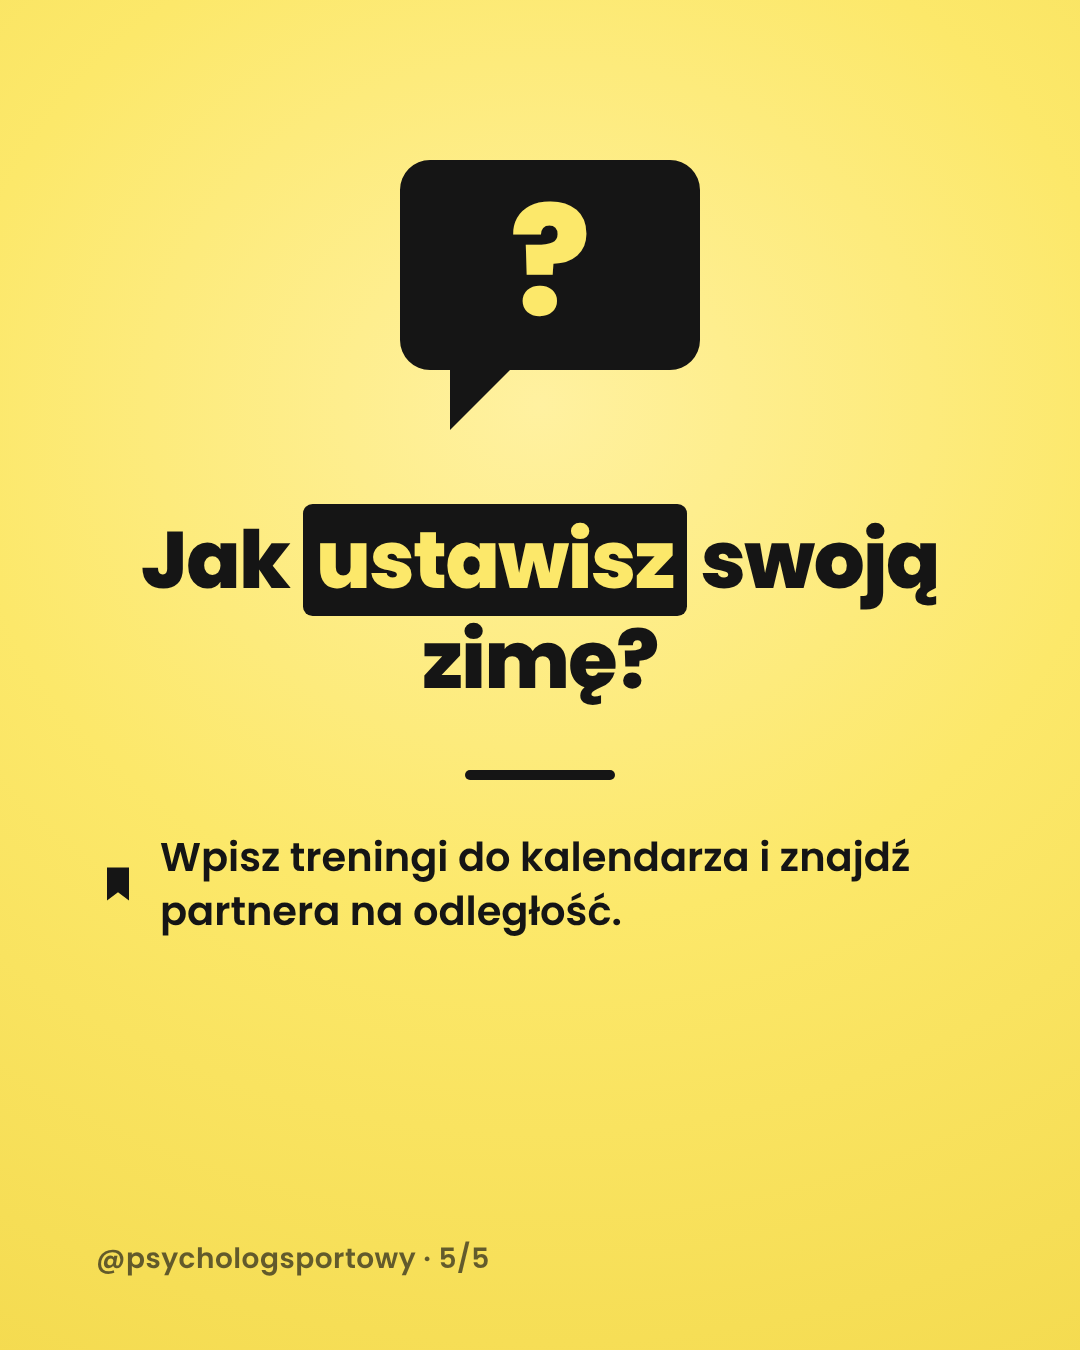 ?
Jak ustawisz swoją
zimę?
Wpisz treningi do kalendarza i znajdź
partnera na odległość.
@psychologsportowy · 5/5